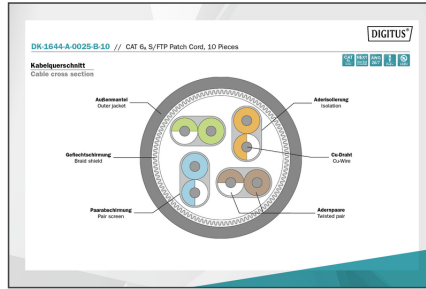 DIGITUS®
DK-1644-A-0025-B-10 // CAT 6A S/FTP Patch Cord, 10 Pieces
Kabelquerschnitt
Cable cross section
Außenmantel
Outer jacket
Aderisolierung
Isolation
Geflechtschirmung
Braid shield
Cu-Draht
Cu-Wire
Paarabschirmung
Pair screen
Adernpaare
Twisted pair